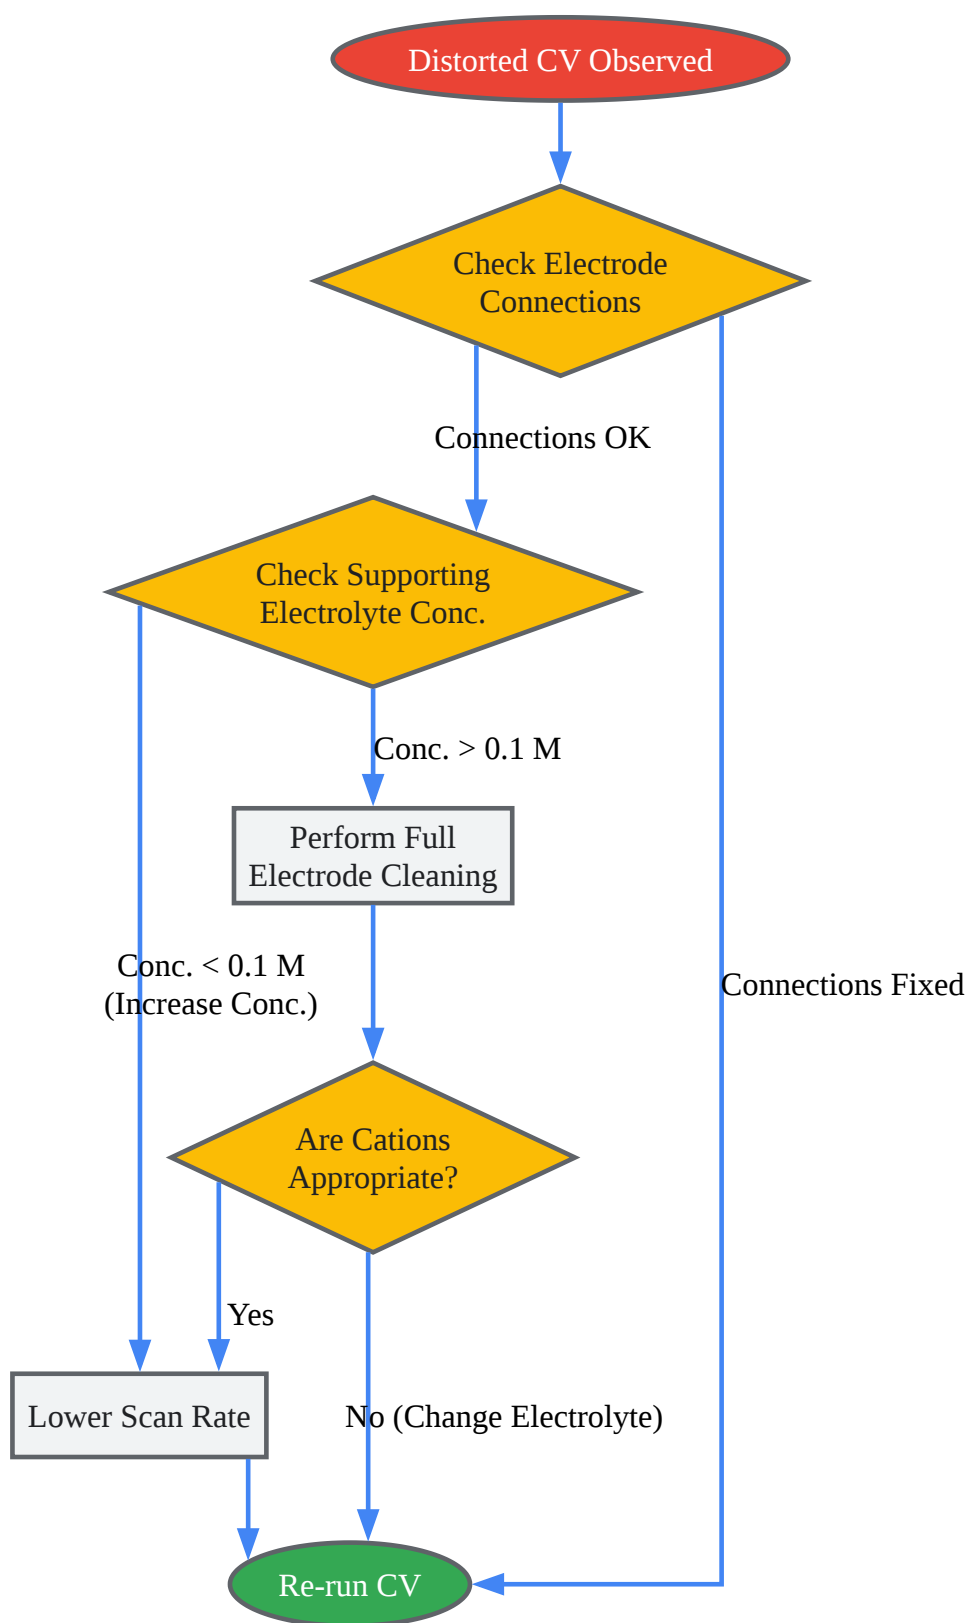 Distorted CV Observed
Check Electrode
Connections
Connections OK
Check Supporting
Electrolyte Conc.
Conc. > 0.1 M
Perform Full
Electrode Cleaning
Conc. < 0.1 M
(Increase Conc.)
Connections Fixed
Are Cations
Appropriate?
Yes
Lower Scan Rate
No (Change Electrolyte)
Re-run CV